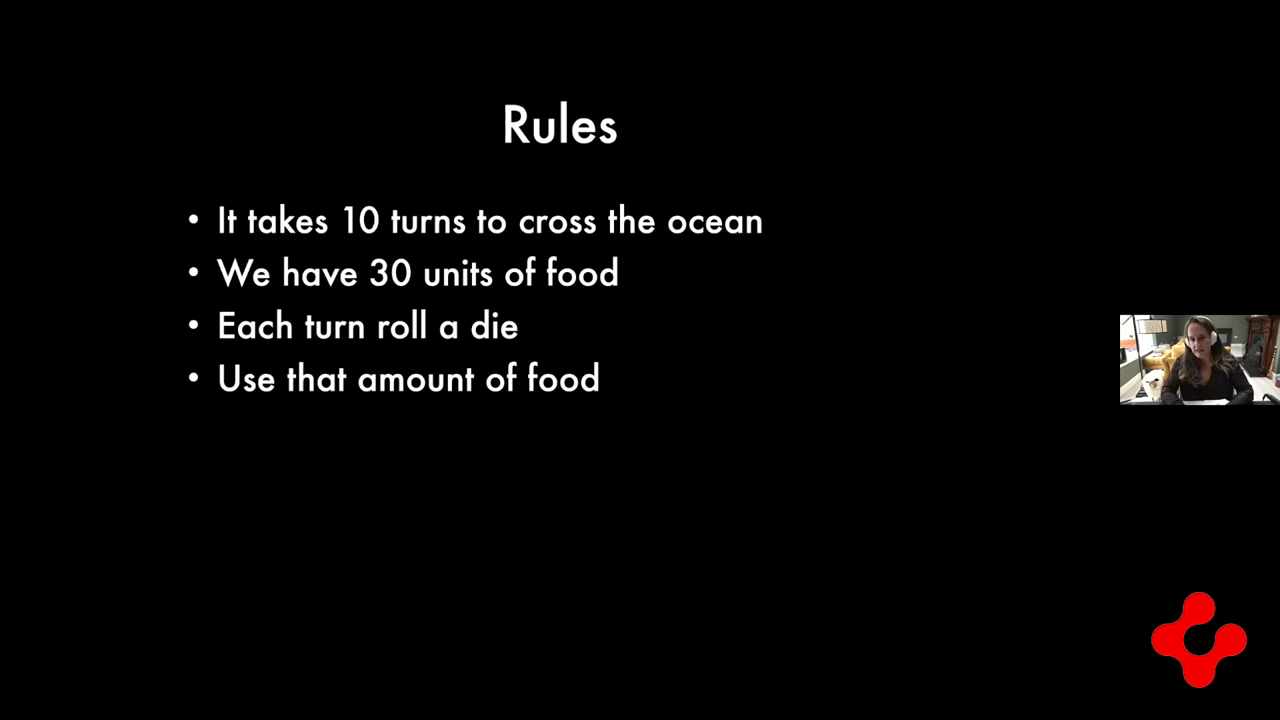 Rules
• It takes 10 turns to cross the ocean
• We have 30 units of food
• Each turn roll a die
• Use that amount of food